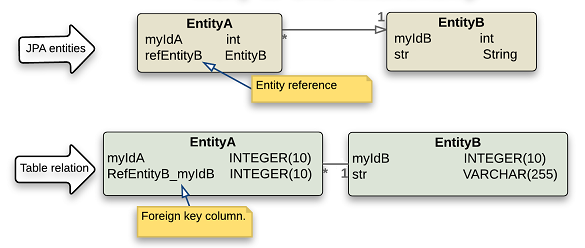 EntityA
myIdA int
refEntityB EntityB
1
*
EntityB
myIdB int
str String
JPA entities
Entity reference
EntityA
myIdA INTEGER(10)
RefEntityB_myIdB INTEGER(10)
* 1
EntityB
myIdB INTEGER(10)
str VARCHAR(255)
Table relation
Foreign key column.